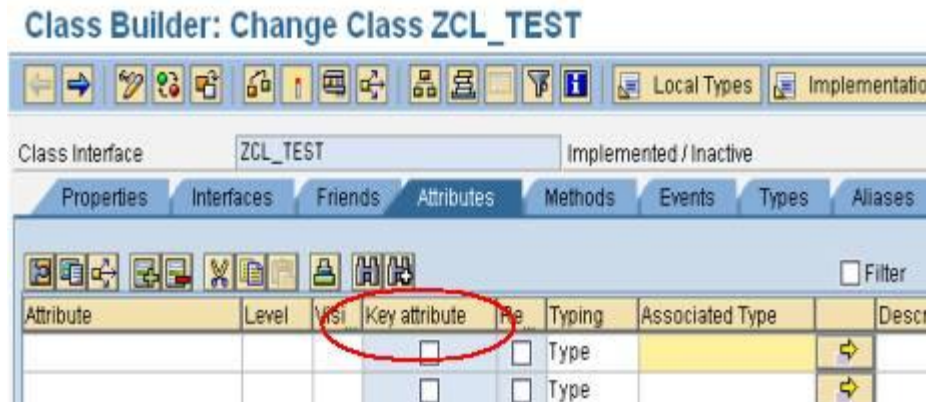 Class Builder: Change Class ZCL_TEST
Local Types Implementatio
Class Interface ZCL_TEST Implemented / Inactive
Properties Interfaces Friends Attributes Methods Events Types Aliases
Filter
Attribute Level Visi... Key attribute Re... Typing Associated Type Descr
Type
Type